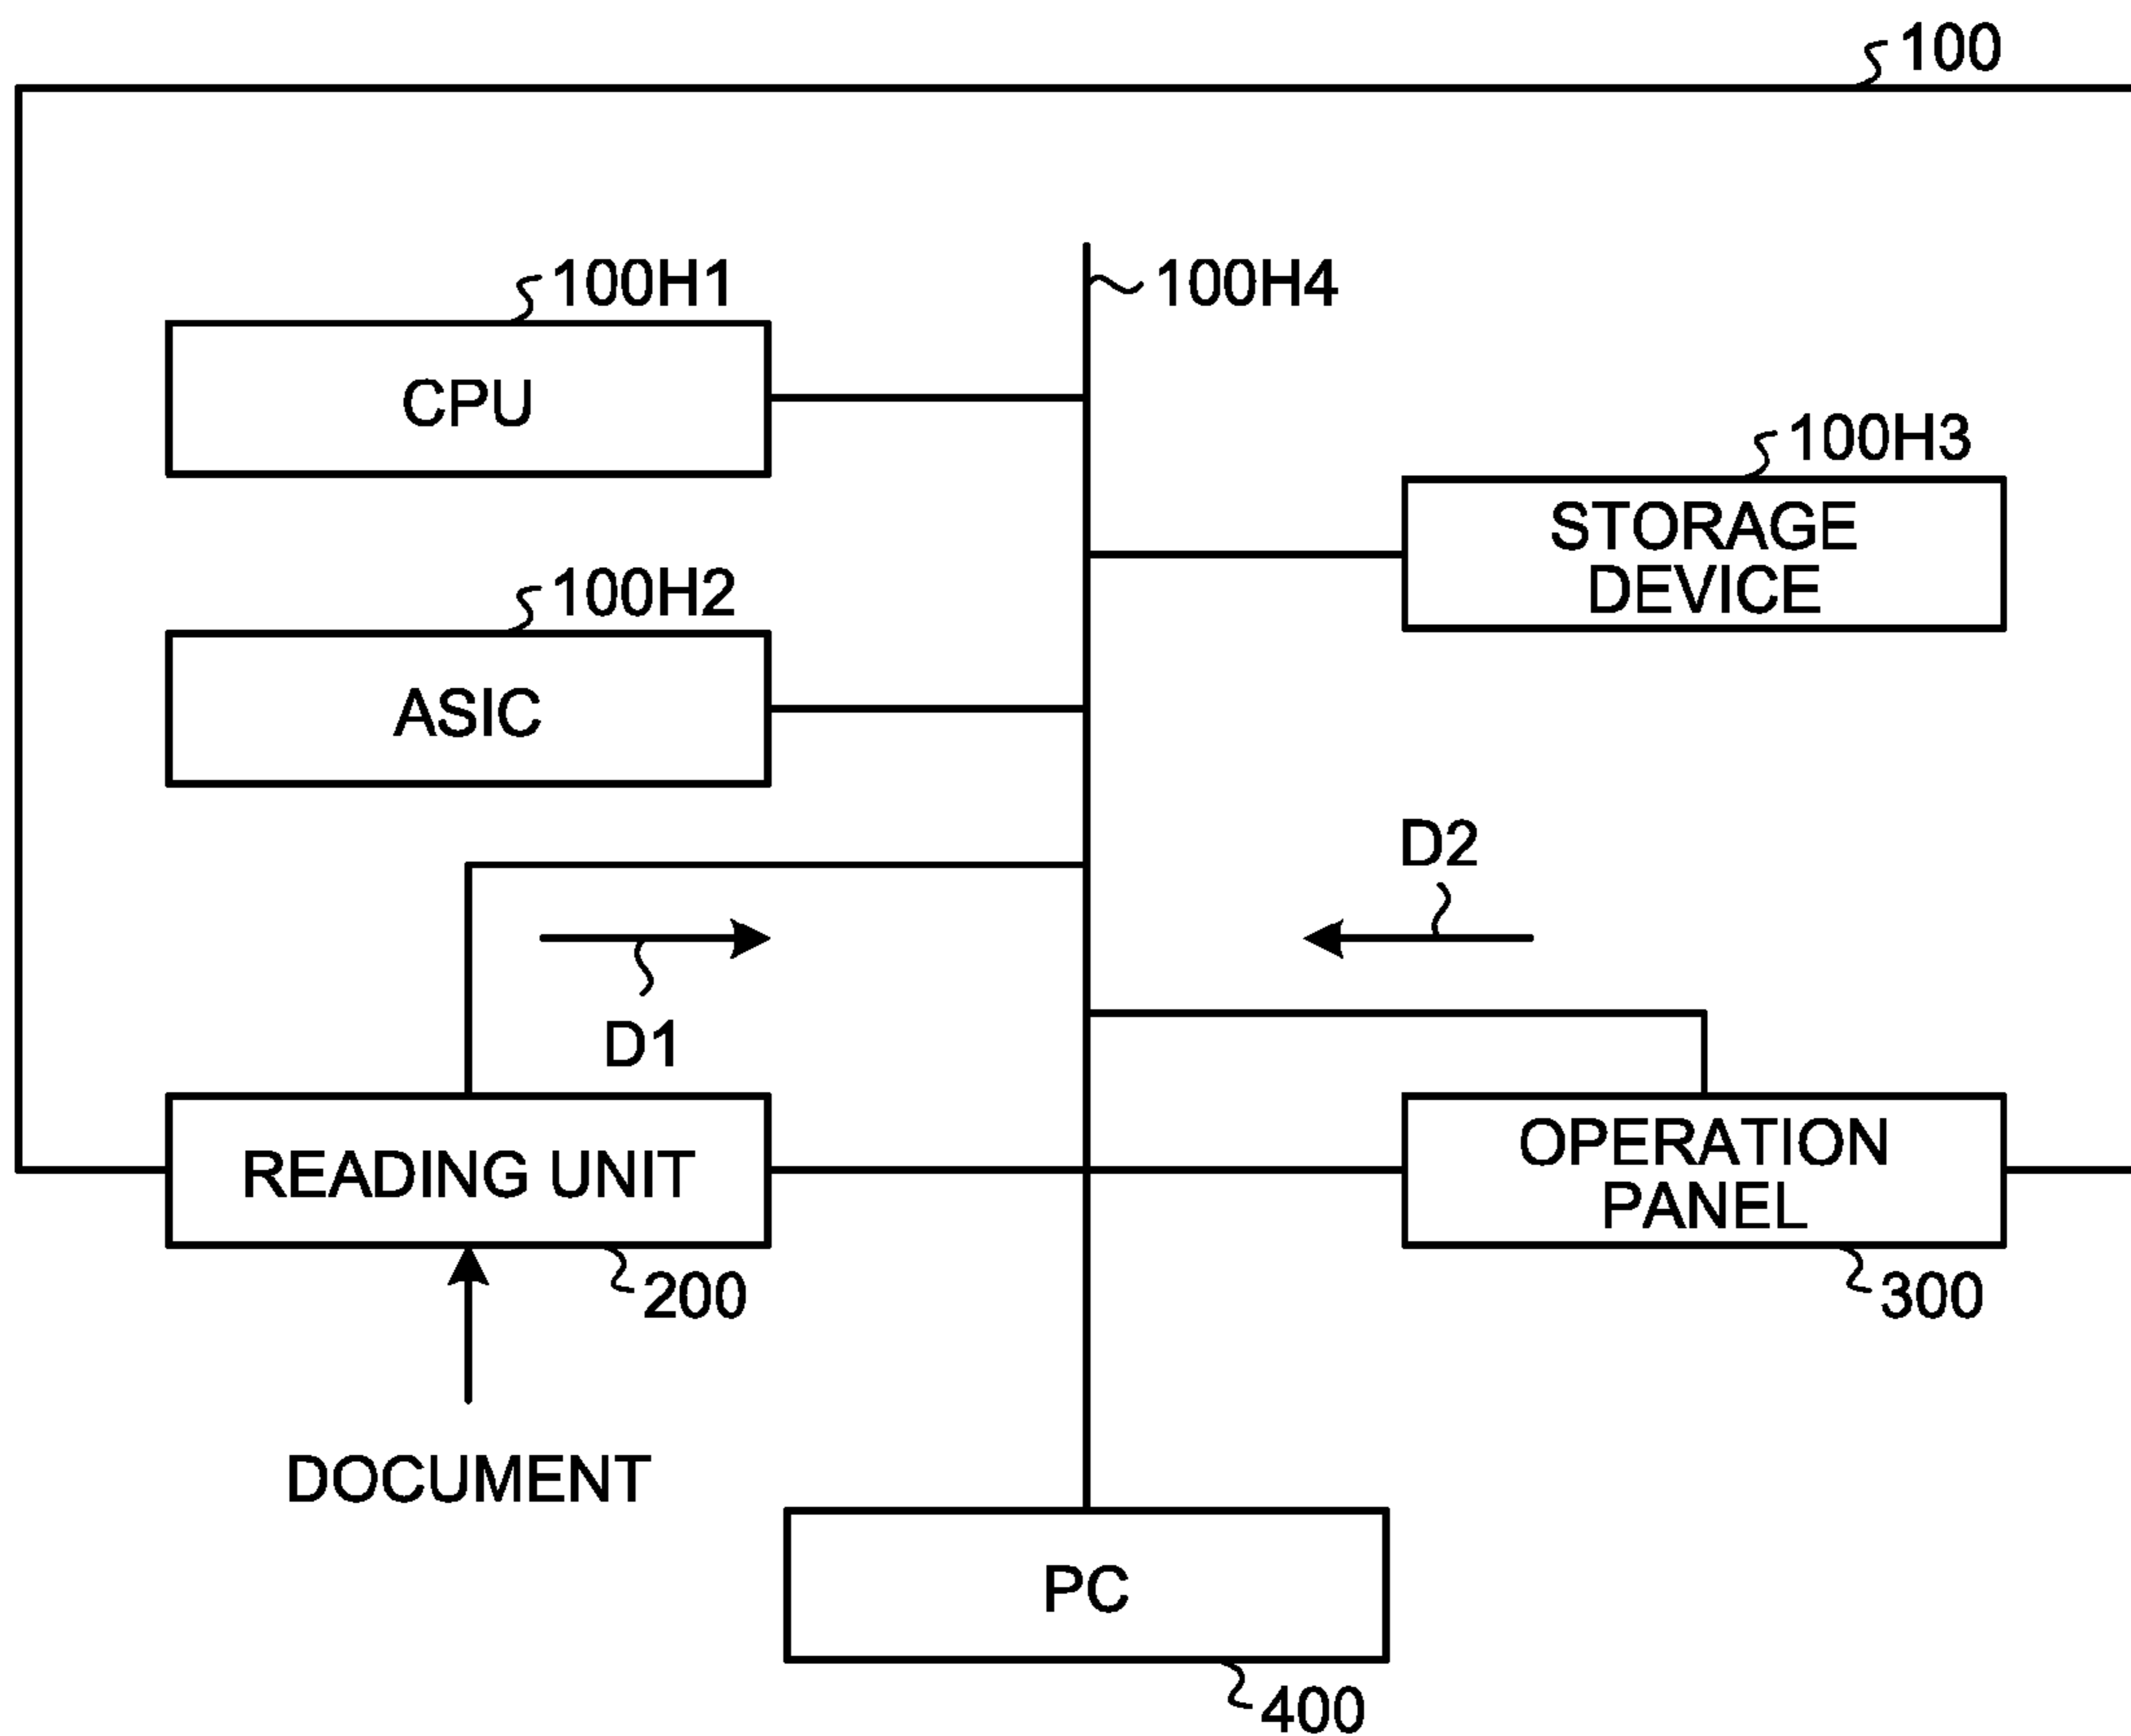 100
100H1
100H4
CPU
100H3
STORAGE
DEVICE
100H2
ASIC
D2
D1
READING UNIT
OPERATION
PANEL
200
300
DOCUMENT
PC
400